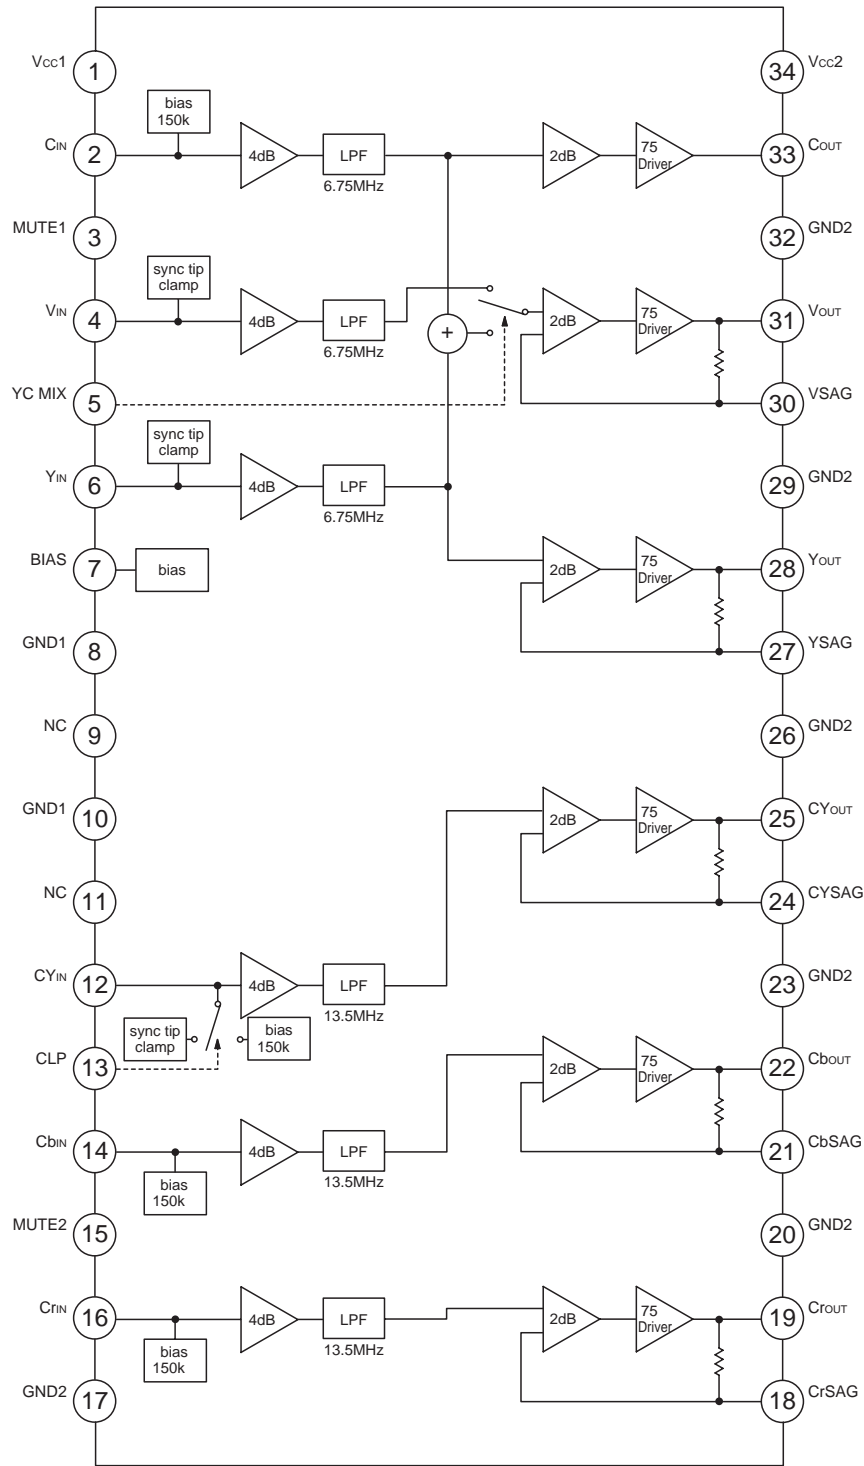 Vcc1
1
34
Vcc2
bias
150k
CIN
2
4dB
LPF
6.75MHz
2dB
75
Driver
33
COUT
MUTE1
3
32
GND2
sync tip
clamp
VIN
4
4dB
LPF
6.75MHz
+
2dB
75
Driver
31
VOUT
YC MIX
5
30
VSAG
sync tip
clamp
YIN
6
4dB
LPF
6.75MHz
29
GND2
BIAS
7
bias
2dB
75
Driver
28
YOUT
GND1
8
27
YSAG
NC
9
26
GND2
GND1
10
2dB
75
Driver
25
CYOUT
NC
11
24
CYSAG
CYIN
12
4dB
LPF
13.5MHz
23
GND2
sync tip
clamp
bias
150k
CLP
13
2dB
75
Driver
22
CbOUT
CbIN
14
4dB
LPF
13.5MHz
21
CbSAG
bias
150k
MUTE2
15
20
GND2
CrIN
16
4dB
LPF
13.5MHz
2dB
75
Driver
19
CrOUT
bias
150k
GND2
17
18
CrSAG